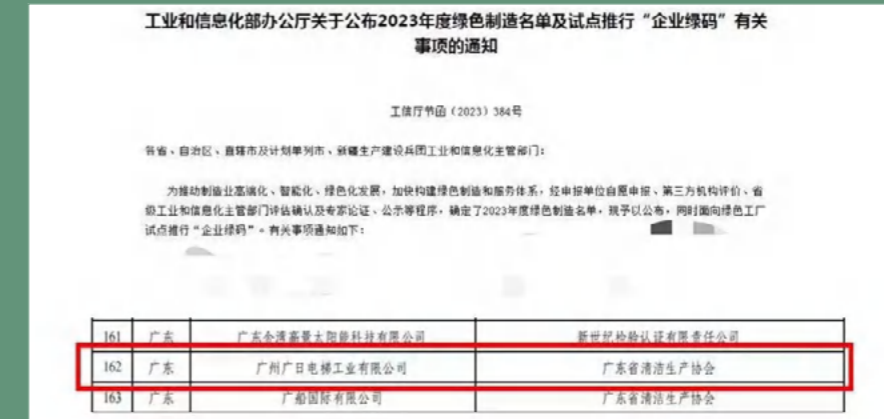 工业和信息化部办公厅关于公布2023年度绿色制造名单及试点推行“企业绿码”有关
事项的通知
工信厅节函（2023）384号
各省、自治区、直辖市及计划单列市、新疆生产建设兵团工业和信息化主管部门：
为推动制造业高端化、智能化、绿色化发展，加快构建绿色制造和服务体系，经申报单位自愿申报、第三方机构评价、省
级工业和信息化主管部门评估确认及专家论证、公示等程序，确定了2023年度绿色制造名单，现予以公布，同时面向绿色工厂
试点推行“企业绿码”。有关事项通知如下：
161 广东 广东金湾高景太阳能科技有限公司 新世纪检验认证有限责任公司
162 广东 广州广日电梯工业有限公司 广东省清洁生产协会
163 广东 广船国际有限公司 广东省清洁生产协会